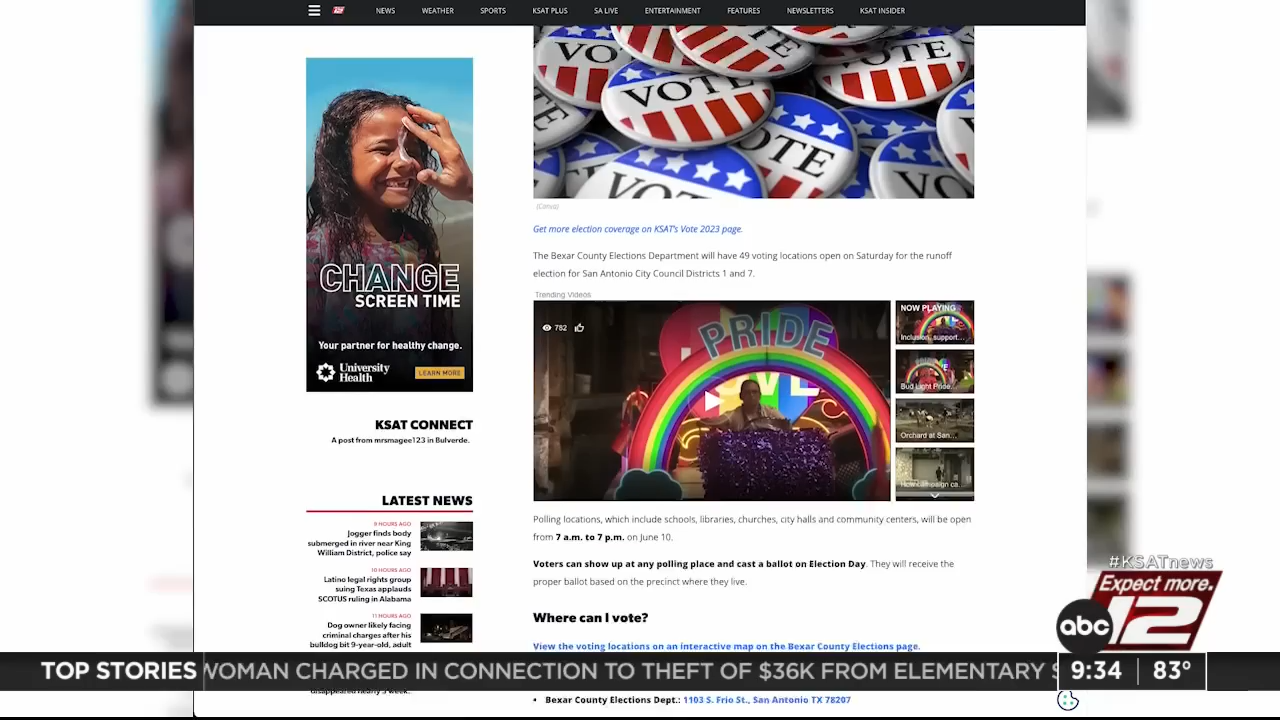 NEWS WEATHER SPORTS KSAT PLUS SA LIVE ENTERTAINMENT FEATURES NEWSLETTERS KSAT INSIDER
VOTE
VOTE
VOTE
(Canva)
Get more election coverage on KSAT's Vote 2023 page.
The Bexar County Elections Department will have 49 voting locations open on Saturday for the runoff
election for San Antonio City Council Districts 1 and 7.
Trending Videos
782
PRIDE
NOW PLAYING
Inclusion, support...
Bud Light Pride...
Orchard at San...
Polling locations, which include schools, libraries, churches, city halls and community centers, will be open
from 7 a.m. to 7 p.m. on June 10.
Voters can show up at any polling place and cast a ballot on Election Day. They will receive the
proper ballot based on the precinct where they live.
Where can I vote?
View the voting locations on an interactive map on the Bexar County Elections page.
• Bexar County Elections Dept.: 1103 S. Frio St., San Antonio TX 78207
CHANGE
SCREEN TIME
Your partner for healthy change.
University
Health
LEARN MORE
KSAT CONNECT
A post from mrsmagee123 in Bulverde.
LATEST NEWS
9 HOURS AGO
Jogger finds body
submerged in river near King
William District, police say
10 HOURS AGO
Latino legal rights group
suing Texas applauds
SCOTUS ruling in Alabama
11 HOURS AGO
Dog owner likely facing
criminal charges after his
bulldog bit 9-year-old, adult
#KSATnews
Expect more.
abc 12
TOP STORIES WOMAN CHARGED IN CONNECTION TO THEFT OF $36K FROM ELEMENTARY S
9:34 83°